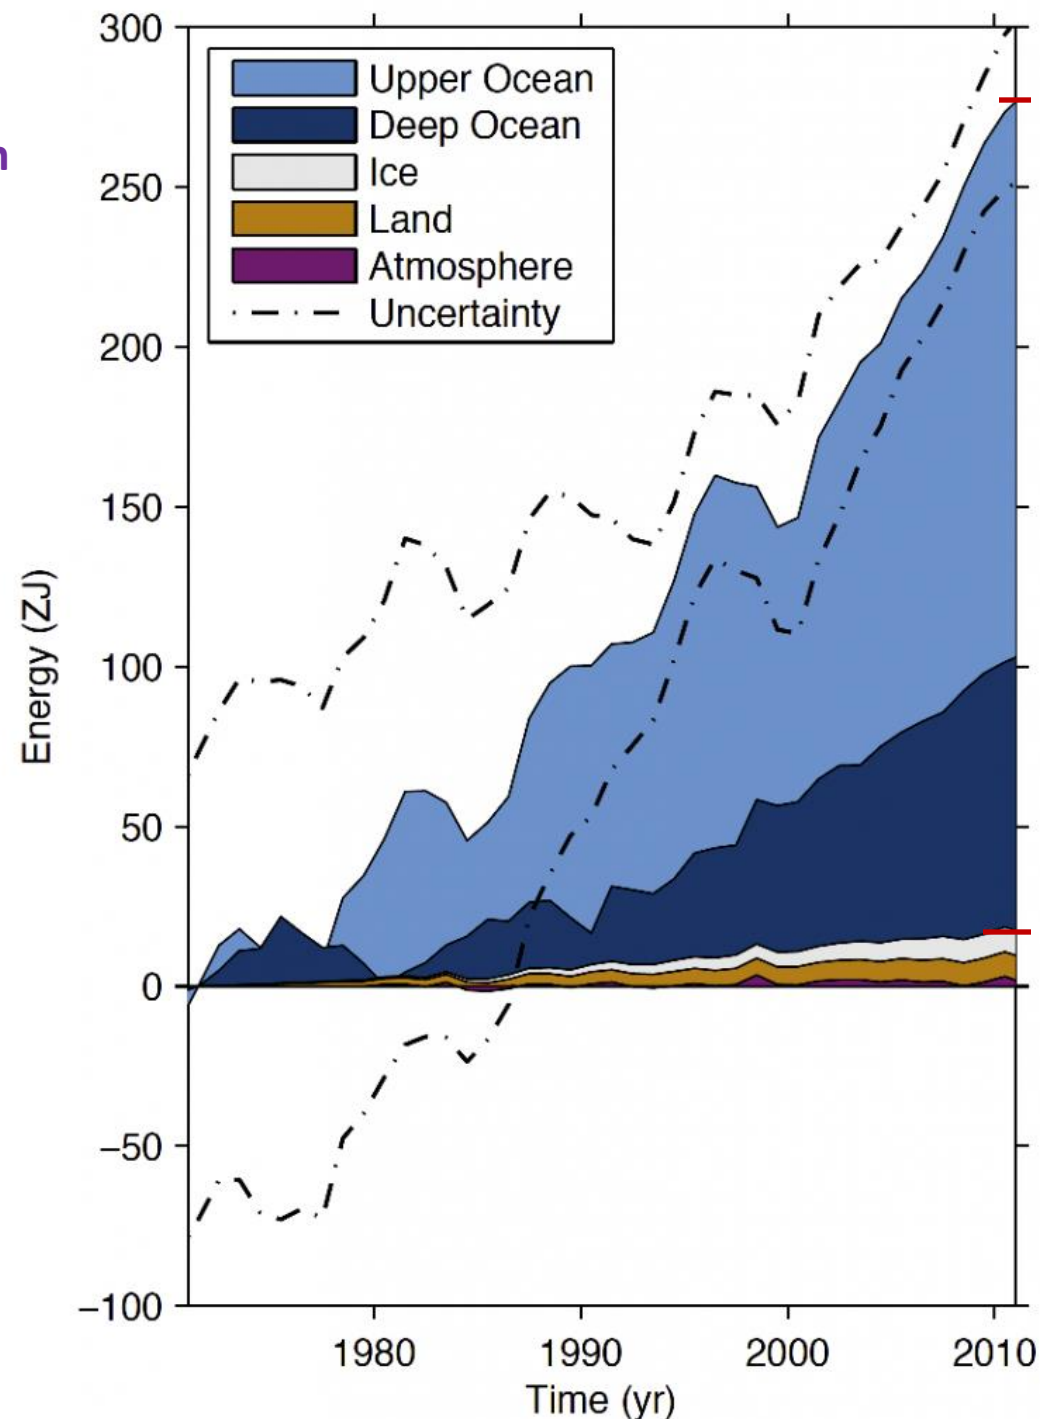 300
250
200
150
100
50
0
−50
−100
Energy (ZJ)
Upper Ocean
Deep Ocean
Ice
Land
Atmosphere
Uncertainty
1980 1990 2000 2010
Time (yr)